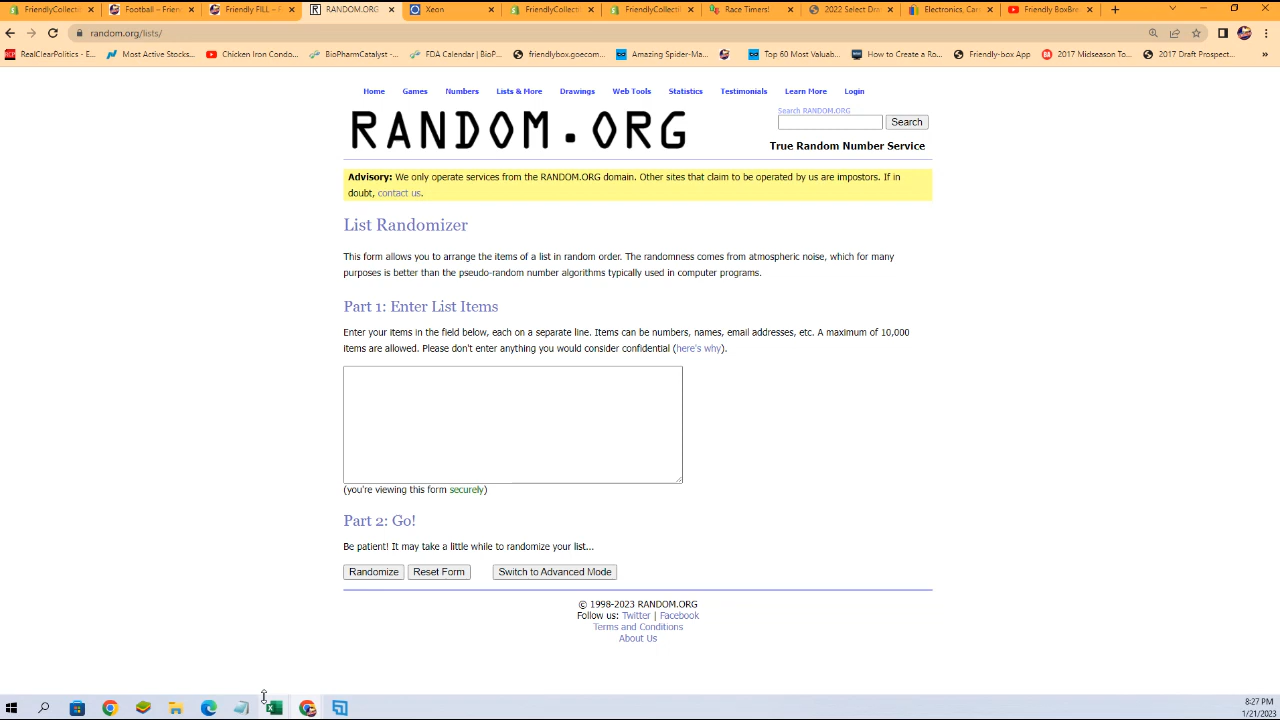 FriendlyCollecti
Football – Frien
Friendly FILL –
RANDOM.ORG
Xeon
FriendlyCollecti
FriendlyCollecti
Race Timers!
2022 Select Dra
Electronics, Car
Friendly BoxBre
random.org/lists/
RealClearPolitics - E...
Most Active Stocks...
Chicken Iron Condo...
BioPharmCatalyst -...
FDA Calendar | BioP...
friendlybox.goecom...
Amazing Spider-Ma...
Top 60 Most Valuab...
How to Create a Ro...
Friendly-box App
2017 Midseason To...
2017 Draft Prospect...
»
Home Games Numbers Lists & More Drawings Web Tools Statistics Testimonials Learn More Login
RANDOM.ORG
Search RANDOM.ORG
Search
True Random Number Service
Advisory: We only operate services from the RANDOM.ORG domain. Other sites that claim to be operated by us are impostors. If in
doubt, contact us.
List Randomizer
This form allows you to arrange the items of a list in random order. The randomness comes from atmospheric noise, which for many
purposes is better than the pseudo-random number algorithms typically used in computer programs.
Part 1: Enter List Items
Enter your items in the field below, each on a separate line. Items can be numbers, names, email addresses, etc. A maximum of 10,000
items are allowed. Please don't enter anything you would consider confidential (here's why).
(you're viewing this form securely)
Part 2: Go!
Be patient! It may take a little while to randomize your list...
Randomize Reset Form Switch to Advanced Mode
© 1998-2023 RANDOM.ORG
Follow us: Twitter | Facebook
Terms and Conditions
About Us
8:27 PM
1/21/2023